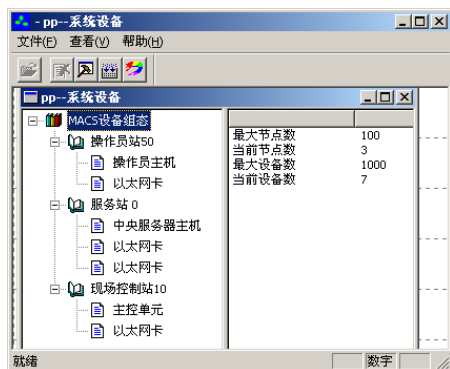 - pp--系统设备
文件(F) 查看(V) 帮助(H)
pp--系统设备
MACS设备组态
操作员站50
操作员主机
以太网卡
服务站 0
中央服务器主机
以太网卡
以太网卡
现场控制站10
主控单元
以太网卡
最大节点数 100
当前节点数 3
最大设备数 1000
当前设备数 7
就绪 数字